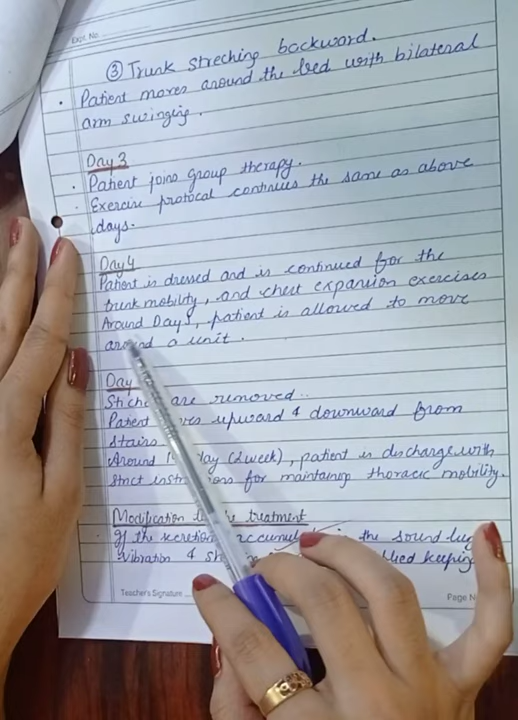 Expt. No.
③ Trunk streching backward.
• Patient moves around the bed with bilateral
arm swinging.
Day 3
• Patient joins group therapy.
• Exercise protocal continues the same as above
days.
Day 4
Patient is dressed and is continued for the
trunk mobility, and chest expansion exercises
Around Day 5, patient is allowed to move
around a unit.
Day
are removed..
Patient upward & downward from
stairs
Around day (2 week), patient is discharge with
strict for maintaining thoracic mobility.
Modification treatment
• If the secretion the sound lung
vibration & keeping
Teacher's Signature
Page N